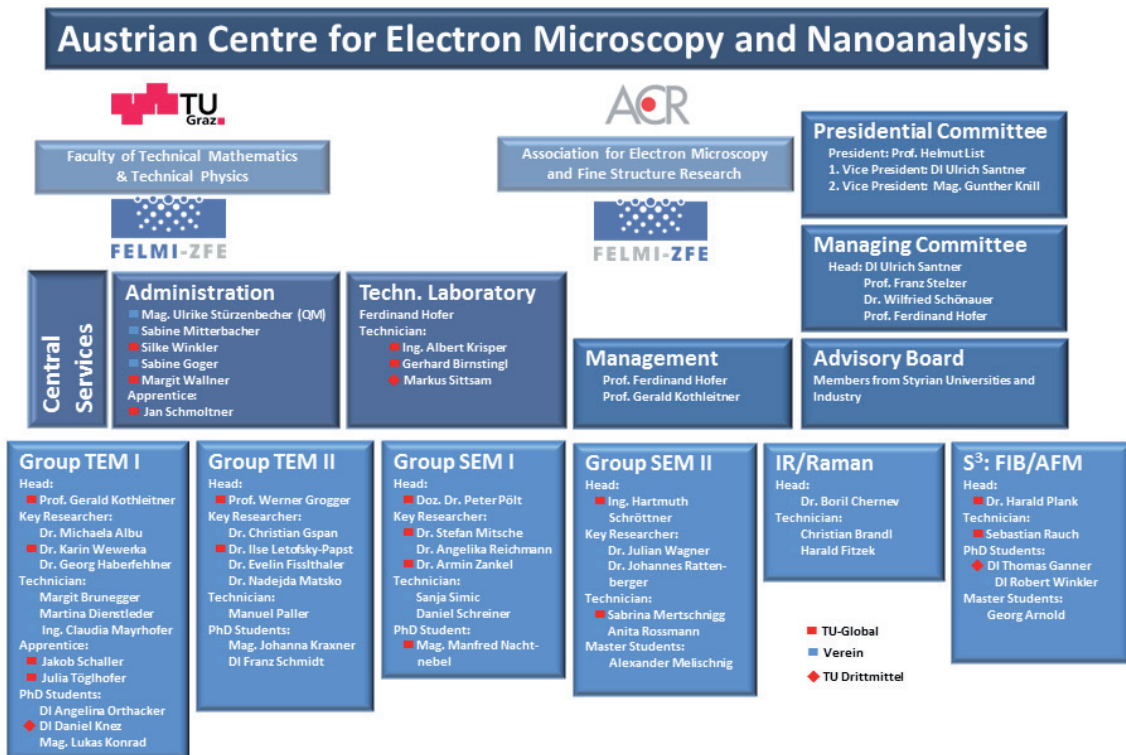 Austrian Centre for Electron Microscopy and Nanoanalysis
TU
Graz
Faculty of Technical Mathematics
& Technical Physics
FELMI-ZFE
ACR
Association for Electron Microscopy
and Fine Structure Research
FELMI-ZFE
Presidential Committee
President: Prof. Helmut List
1. Vice President: DI Ulrich Santner
2. Vice President: Mag. Gunther Knill
Managing Committee
Head: DI Ulrich Santner
Prof. Franz Stelzer
Dr. Wilfried Schönauer
Prof. Ferdinand Hofer
Central
Services
Administration
Mag. Ulrike Stürzenbecher (QM)
Sabine Mitterbacher
Silke Winkler
Sabine Goger
Margit Wallner
Apprentice:
Jan Schmoltner
Techn. Laboratory
Ferdinand Hofer
Technician:
Ing. Albert Krisper
Gerhard Birnstingl
Markus Sittsam
Management
Prof. Ferdinand Hofer
Prof. Gerald Kothleitner
Advisory Board
Members from Styrian Universities and
Industry
Group TEM I
Head:
Prof. Gerald Kothleitner
Key Researcher:
Dr. Michaela Albu
Dr. Karin Wewerka
Dr. Georg Haberfehlner
Technician:
Margit Brunegger
Martina Dienstleder
Ing. Claudia Mayrhofer
Apprentice:
Jakob Schaller
Julia Töglhofer
PhD Students:
DI Angelina Orthacker
DI Daniel Knez
Mag. Lukas Konrad
Group TEM II
Head:
Prof. Werner Grogger
Key Researcher:
Dr. Christian Gspan
Dr. Ilse Letofsky-Papst
Dr. Evelin Fisslthaler
Dr. Nadejda Matsko
Technician:
Manuel Paller
PhD Students:
Mag. Johanna Kraxner
DI Franz Schmidt
Group SEM I
Head:
Doz. Dr. Peter Pölt
Key Researcher:
Dr. Stefan Mitsche
Dr. Angelika Reichmann
Dr. Armin Zankel
Technician:
Sanja Simic
Daniel Schreiner
PhD Student:
Mag. Manfred Nacht-
nebel
Group SEM II
Head:
Ing. Hartmuth
Schröttner
Key Researcher:
Dr. Julian Wagner
Dr. Johannes Ratten-
berger
Technician:
Sabrina Mertschnigg
Anita Rossmann
Master Students:
Alexander Melischnig
IR/Raman
Head:
Dr. Boril Chernev
Technician:
Christian Brandl
Harald Fitzek
S³: FIB/AFM
Head:
Dr. Harald Plank
Technician:
Sebastian Rauch
PhD Students:
DI Thomas Ganner
DI Robert Winkler
Master Students:
Georg Arnold
TU-Global
Verein
TU Drittmittel